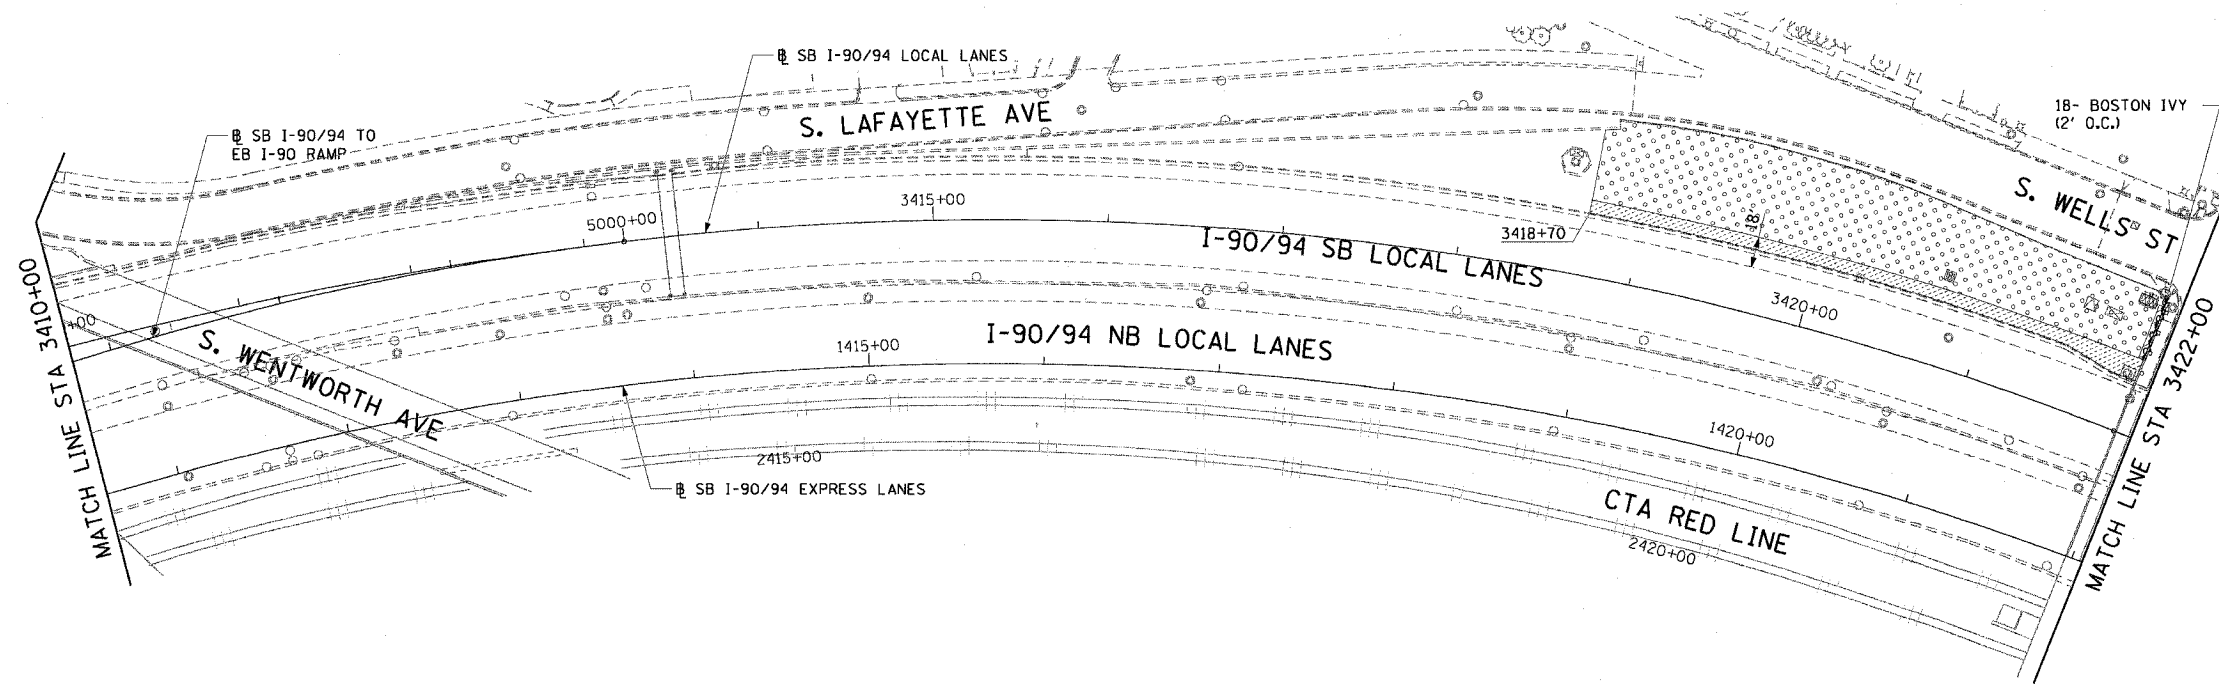 ℄ SB I-90/94 LOCAL LANES
℄ SB I-90/94 TO
EB I-90 RAMP
S. LAFAYETTE AVE
18- BOSTON IVY
(2' O.C.)
S. WELLS ST
5000+00
3415+00
3418+70
18'
I-90/94 SB LOCAL LANES
3420+00
MATCH LINE STA 3410+00
+00
S. WENTWORTH AVE
1415+00
I-90/94 NB LOCAL LANES
1420+00
MATCH LINE STA 3422+00
2415+00
℄ SB I-90/94 EXPRESS LANES
CTA RED LINE
2420+00